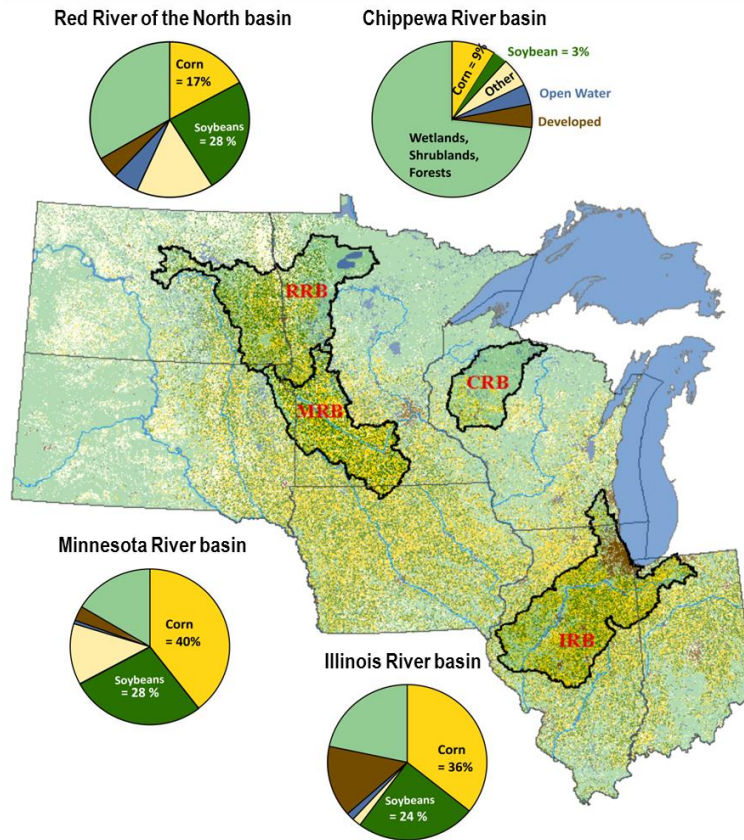 Red River of the North basin
Chippewa River basin
Corn
= 17%
Soybeans
= 28 %
Corn = 9%
Soybean = 3%
Other
Open Water
Developed
Wetlands,
Shrublands,
Forests
RRB
CRB
MRB
IRB
Minnesota River basin
Corn
= 40%
Soybeans
= 28 %
Illinois River basin
Corn
= 36%
Soybeans
= 24 %